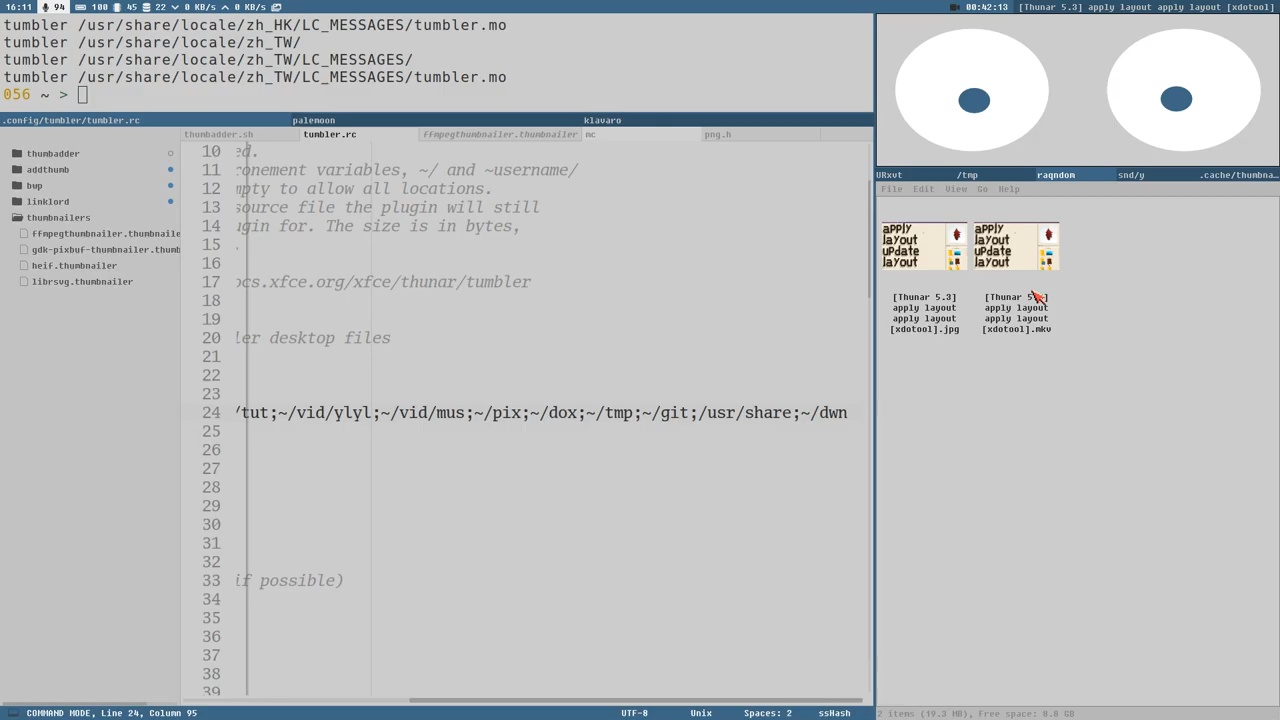 16:11 94 100 45 22 0 KB/s 0 KB/s
00:42:13 [Thunar 5.3] apply layout apply layout [xdotool]
tumbler /usr/share/locale/zh_HK/LC_MESSAGES/tumbler.mo
tumbler /usr/share/locale/zh_TW/
tumbler /usr/share/locale/zh_TW/LC_MESSAGES/
tumbler /usr/share/locale/zh_TW/LC_MESSAGES/tumbler.mo
056 ~ >
.config/tumbler/tumbler.rc palemoon klavaro
thumbadder.sh tumbler.rc ffmpegthumbnailer.thumbnailer mc png.h
thumbadder
addthumb
bup
linklord
thumbnailers
ffmpegthumbnailer.thumbnaile
gdk-pixbuf-thumbnailer.thumb
heif.thumbnailer
librsvg.thumbnailer
10 ed.
11 ronement variables, ~/ and ~username/
12 mpty to allow all locations.
13 source file the plugin will still
14 ugin for. The size is in bytes,
15 .
16
17 ocs.xfce.org/xfce/thunar/tumbler
18
19
20 ler desktop files
21
22
23
24 /tut;~/vid/ylyl;~/vid/mus;~/pix;~/dox;~/tmp;~/git;/usr/share;~/dwn
25
26
27
28
29
30
31
32
33 if possible)
34
35
36
37
38
39
COMMAND MODE, Line 24, Column 95 UTF-8 Unix Spaces: 2 ssHash
URxvt /tmp raqndom snd/y .cache/thumbna...
File Edit View Go Help
apply
layout
update
layout
apply
layout
update
layout
[Thunar 5.3]
apply layout
apply layout
[xdotool].jpg
[Thunar 5.3]
apply layout
apply layout
[xdotool].mkv
2 items (19.3 MB), Free space: 8.8 GB